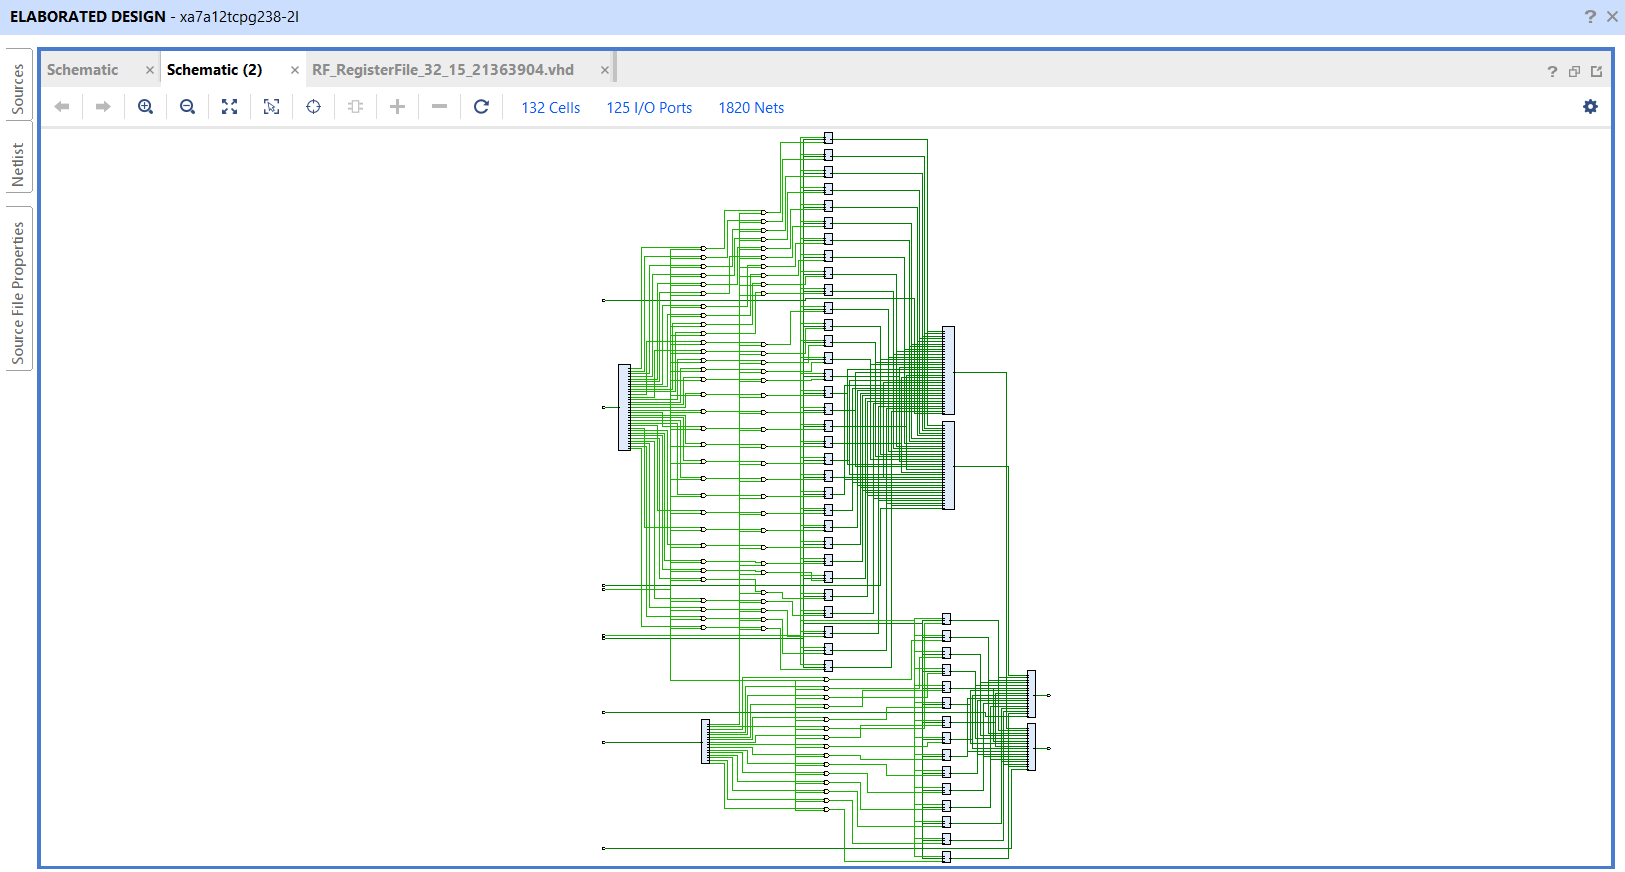 ELABORATED DESIGN - xa7a12tcpg238-2I
Sources
Netlist
Source File Properties
Schematic
Schematic (2)
RF_RegisterFile_32_15_21363904.vhd
132 Cells
125 I/O Ports
1820 Nets